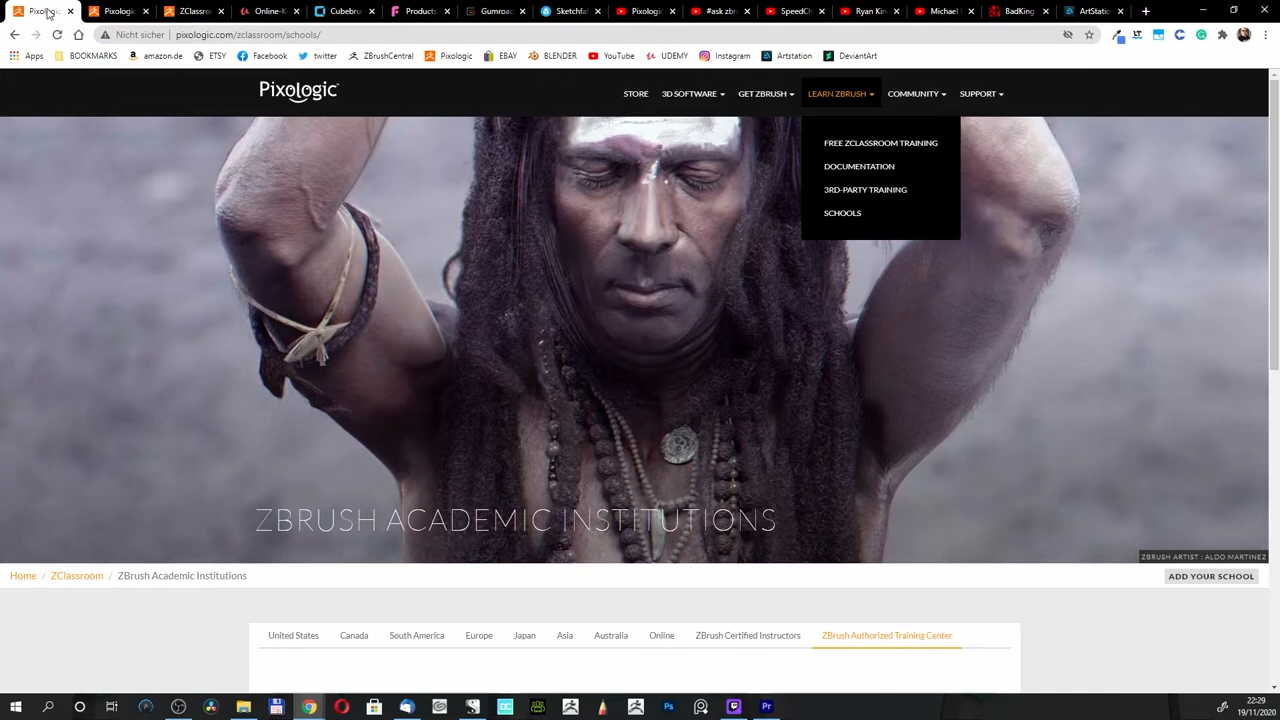 Pixologic
Pixologic
ZClassro
Online-K
Cubebru
Products
Gumroad
Sketchfa
Pixologic
#ask zbr
SpeedCh
Ryan Kin
Michael
BadKing
ArtStation
Nicht sicher | pixologic.com/zclassroom/schools/
Apps
BOOKMARKS
amazon.de
ETSY
Facebook
twitter
ZBrushCentral
Pixologic
EBAY
BLENDER
YouTube
UDEMY
Instagram
Artstation
DeviantArt
Pixologic
STORE
3D SOFTWARE
GET ZBRUSH
LEARN ZBRUSH
COMMUNITY
SUPPORT
FREE ZCLASSROOM TRAINING
DOCUMENTATION
3RD-PARTY TRAINING
SCHOOLS
ZBRUSH ACADEMIC INSTITUTIONS
ZBRUSH ARTIST : ALDO MARTINEZ
Home / ZClassroom / ZBrush Academic Institutions
ADD YOUR SCHOOL
United States
Canada
South America
Europe
Japan
Asia
Australia
Online
ZBrush Certified Instructors
ZBrush Authorized Training Center
22:29
19/11/2020